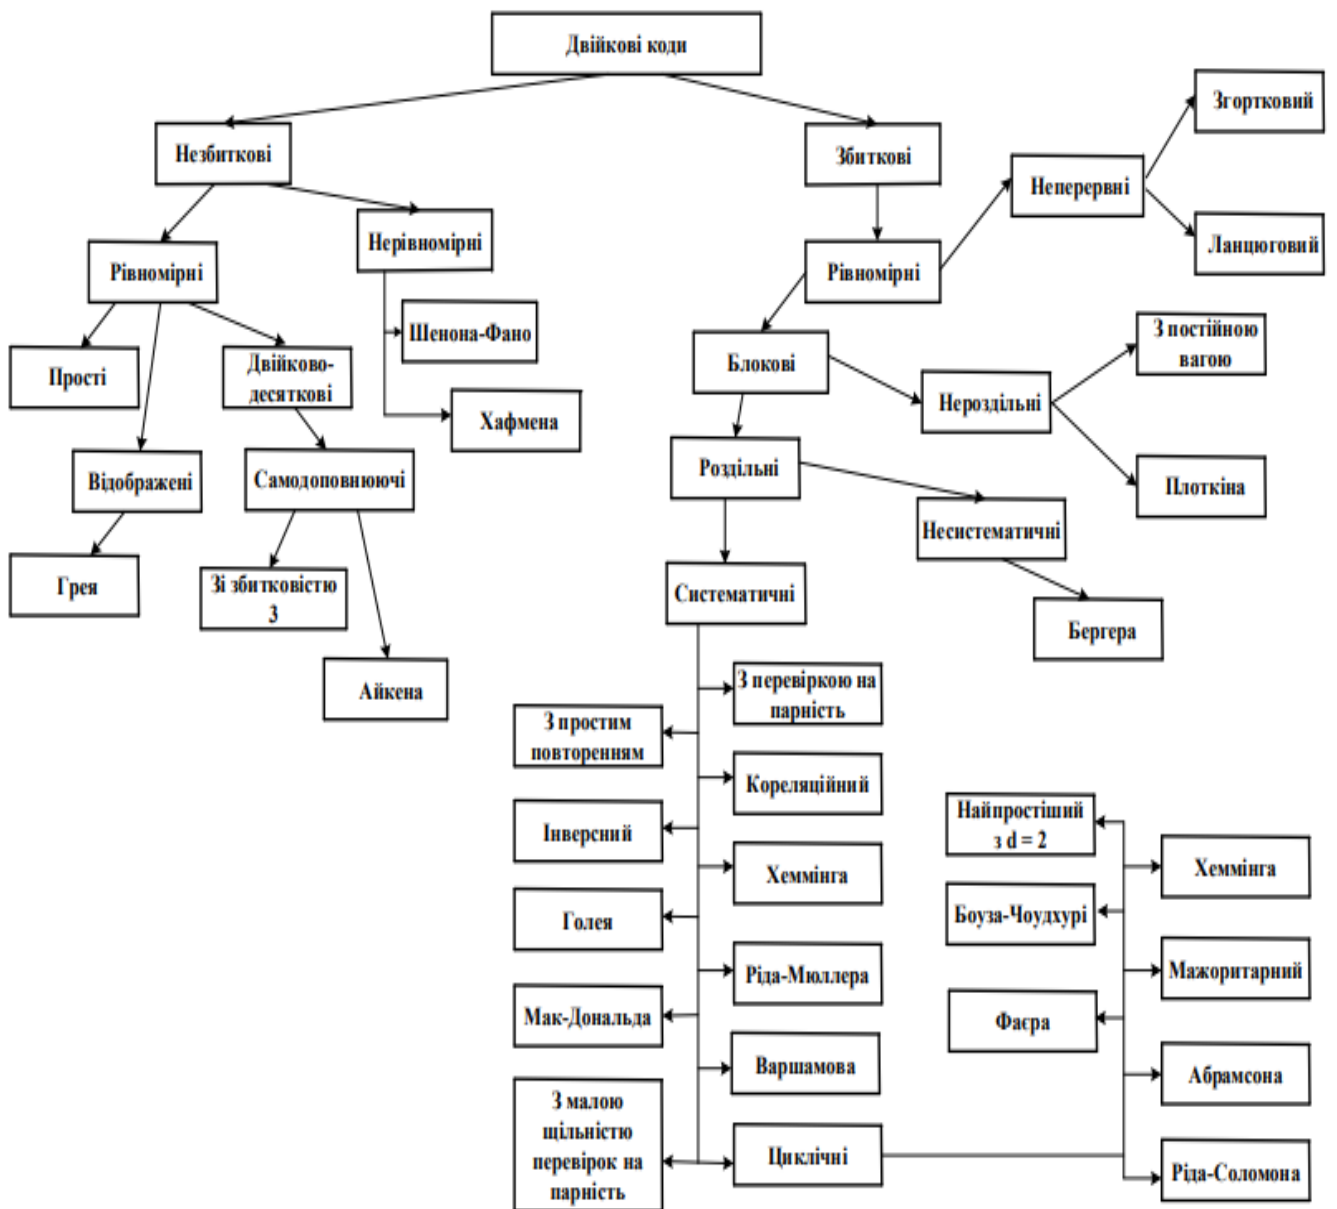 Двійкові коди
Незбиткові
Збиткові
Згортковий
Неперервні
Ланцюговий
Рівномірні
Нерівномірні
Рівномірні
Шенона-Фано
Хафмена
Прості
Двійково-
десяткові
Відображені
Самодоповнюючі
Грея
Зі збитковістю
3
Айкена
Блокові
З постійною
вагою
Нероздільні
Плоткіна
Роздільні
Несистематичні
Бергера
Систематичні
З перевіркою на
парність
З простим
повторенням
Кореляційний
Інверсний
Хеммінга
Голея
Ріда-Мюллера
Мак-Дональда
Варшамова
З малою
щільністю
перевірок на
парність
Циклічні
Найпростіший
з d = 2
Хеммінга
Боуза-Чоудхурі
Мажоритарний
Фаєра
Абрамсона
Ріда-Соломона